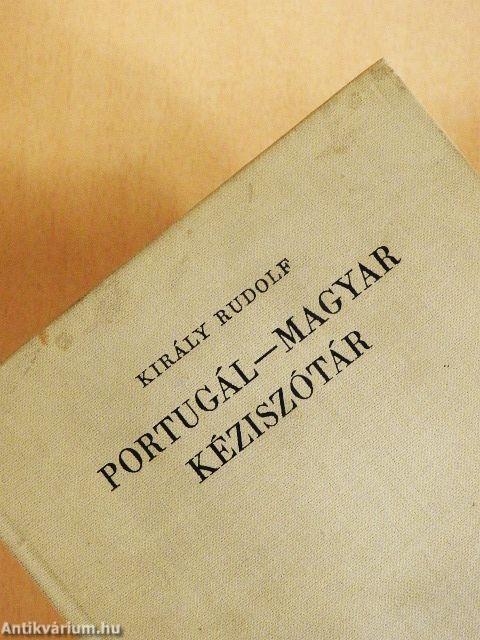 KIRÁLY RUDOLF
PORTUGÁL—MAGYAR
KÉZISZÓTÁR
Antikvárium.hu